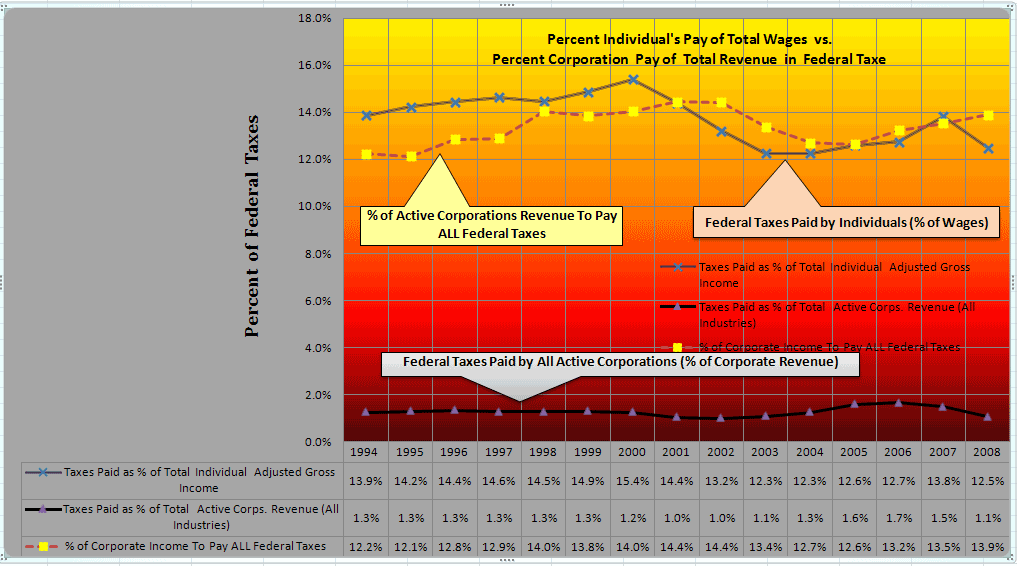 Percent Individual's Pay of Total Wages vs.
Percent Corporation Pay of Total Revenue in Federal Taxe
Percent of Federal Taxes
18.0%
16.0%
14.0%
12.0%
10.0%
8.0%
6.0%
4.0%
2.0%
0.0%
% of Active Corporations Revenue To Pay
ALL Federal Taxes
Federal Taxes Paid by Individuals (% of Wages)
Taxes Paid as % of Total Individual Adjusted Gross
Income
Taxes Paid as % of Total Active Corps. Revenue (All
Industries)
% of Corporate Income To Pay ALL Federal Taxes
Federal Taxes Paid by All Active Corporations (% of Corporate Revenue)
1994 1995 1996 1997 1998 1999 2000 2001 2002 2003 2004 2005 2006 2007 2008
Taxes Paid as % of Total Individual Adjusted Gross
Income
13.9% 14.2% 14.4% 14.6% 14.5% 14.9% 15.4% 14.4% 13.2% 12.3% 12.3% 12.6% 12.7% 13.8% 12.5%
Taxes Paid as % of Total Active Corps. Revenue (All
Industries)
1.3% 1.3% 1.3% 1.3% 1.3% 1.3% 1.2% 1.0% 1.0% 1.1% 1.3% 1.6% 1.7% 1.5% 1.1%
% of Corporate Income To Pay ALL Federal Taxes
12.2% 12.1% 12.8% 12.9% 14.0% 13.8% 14.0% 14.4% 14.4% 13.4% 12.7% 12.6% 13.2% 13.5% 13.9%